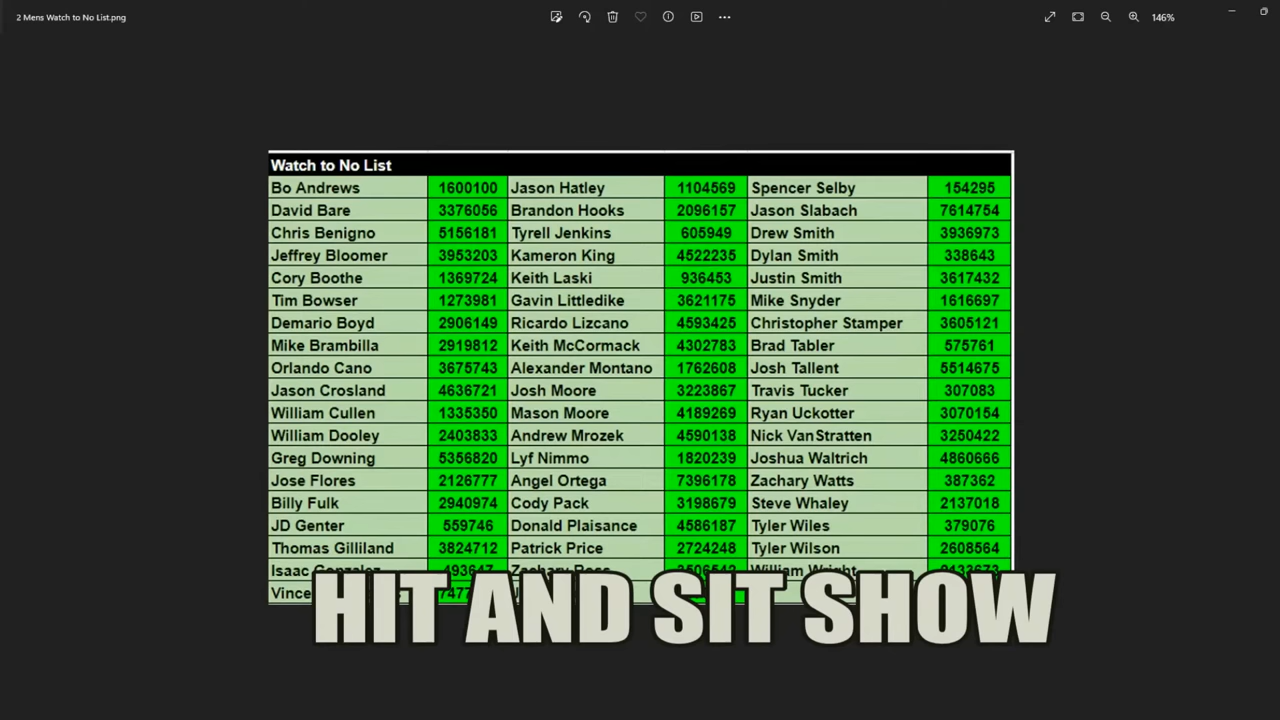 2 Mens Watch to No List.png
146%
Watch to No List
Bo Andrews 1600100 Jason Hatley 1104569 Spencer Selby 154295
David Bare 3376056 Brandon Hooks 2096157 Jason Slabach 7614754
Chris Benigno 5156181 Tyrell Jenkins 605949 Drew Smith 3936973
Jeffrey Bloomer 3953203 Kameron King 4522235 Dylan Smith 338643
Cory Boothe 1369724 Keith Laski 936453 Justin Smith 3617432
Tim Bowser 1273981 Gavin Littledike 3621175 Mike Snyder 1616697
Demario Boyd 2906149 Ricardo Lizcano 4593425 Christopher Stamper 3605121
Mike Brambilla 2919812 Keith McCormack 4302783 Brad Tabler 575761
Orlando Cano 3675743 Alexander Montano 1762608 Josh Tallent 5514675
Jason Crosland 4636721 Josh Moore 3223867 Travis Tucker 307083
William Cullen 1335350 Mason Moore 4189269 Ryan Uckotter 3070154
William Dooley 2403833 Andrew Mrozek 4590138 Nick VanStratten 3250422
Greg Downing 5356820 Lyf Nimmo 1820239 Joshua Waltrich 4860666
Jose Flores 2126777 Angel Ortega 7396178 Zachary Watts 387362
Billy Fulk 2940974 Cody Pack 3198679 Steve Whaley 2137018
JD Genter 559746 Donald Plaisance 4586187 Tyler Wiles 379076
Thomas Gilliland 3824712 Patrick Price 2724248 Tyler Wilson 2608564
Isaac Gonzalez 493647 Zachary Ross William Wright
Vince
HIT AND SIT SHOW